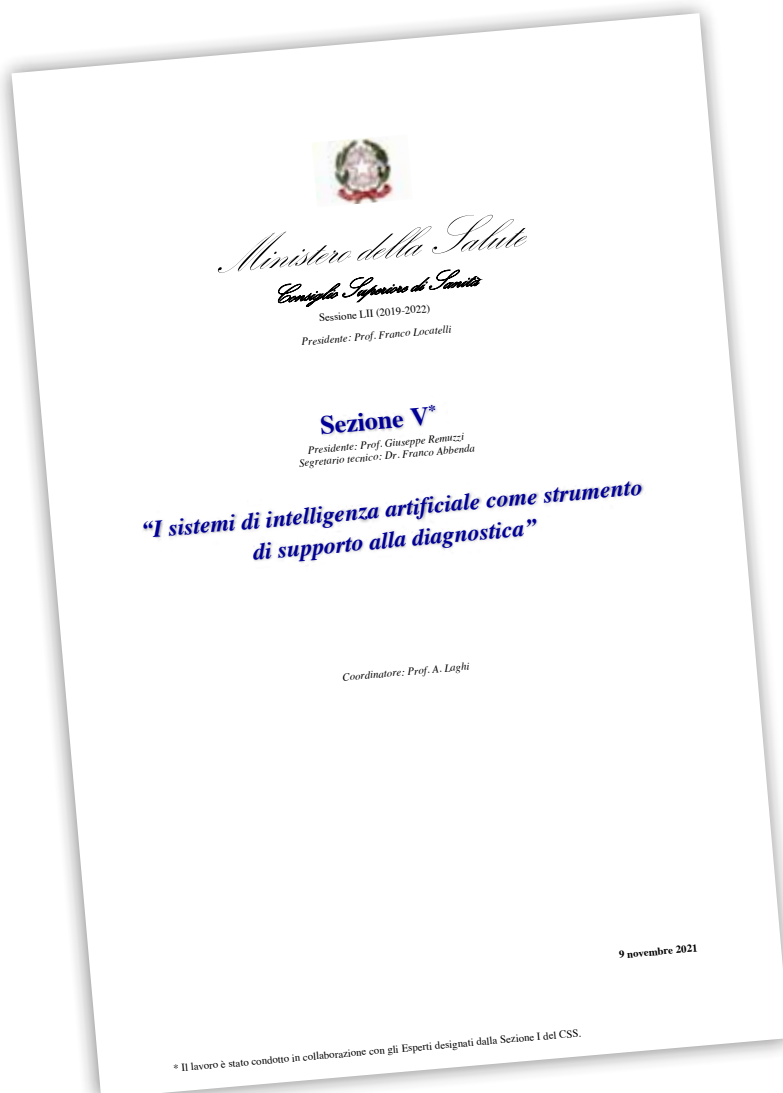 Ministero della Salute
Consiglio Superiore di Sanità
Sessione LII (2019-2022)
Presidente: Prof. Franco Locatelli
Sezione V*
Presidente: Prof. Giuseppe Remuzzi
Segretario tecnico: Dr. Franco Abbenda
“I sistemi di intelligenza artificiale come strumento
di supporto alla diagnostica”
Coordinatore: Prof. A. Laghi
9 novembre 2021
* Il lavoro è stato condotto in collaborazione con gli Esperti designati dalla Sezione I del CSS.